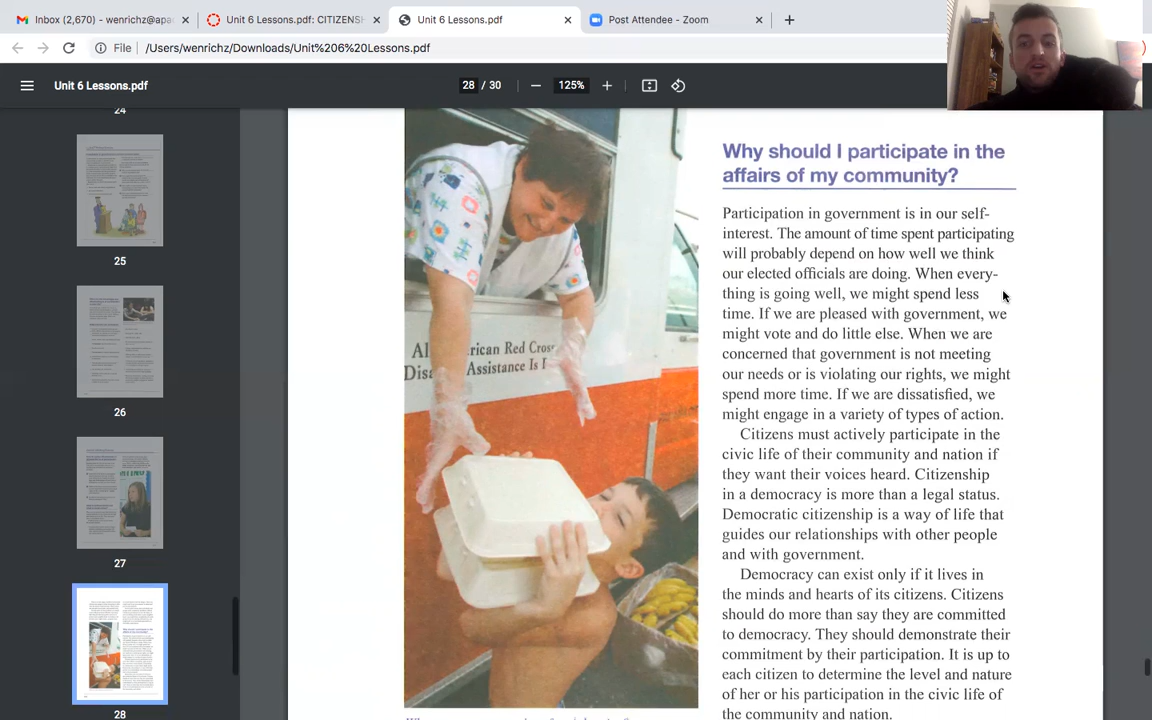 Inbox (2,670) - wenrichz@apa
Unit 6 Lessons.pdf: CITIZENSH
Unit 6 Lessons.pdf
Post Attendee - Zoom
File
/Users/wenrichz/Downloads/Unit%206%20Lessons.pdf
Unit 6 Lessons.pdf
28 / 30
125%
24
25
26
27
28
American Red Cross
Disa Assistance Is
Why should I participate in the
affairs of my community?
Participation in government is in our self-
interest. The amount of time spent participating
will probably depend on how well we think
our elected officials are doing. When every-
thing is going well, we might spend less
time. If we are pleased with government, we
might vote and do little else. When we are
concerned that government is not meeting
our needs or is violating our rights, we might
spend more time. If we are dissatisfied, we
might engage in a variety of types of action.
Citizens must actively participate in the
civic life of their community and nation if
they want their voices heard. Citizenship
in a democracy is more than a legal status.
Democratic citizenship is a way of life that
guides our relationships with other people
and with government.
Democracy can exist only if it lives in
the minds and hearts of its citizens. Citizens
should do more than say they are committed
to democracy. They should demonstrate their
commitment by their participation. It is up to
each citizen to determine the level and nature
of her or his participation in the civic life of
the community and nation.